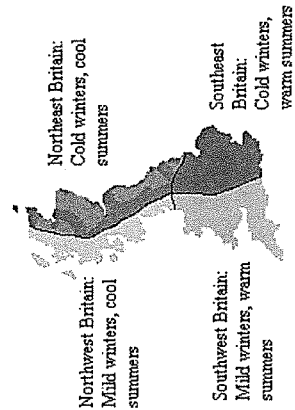 Northeast Britain:
Cold winters, cool
summers
Southeast
Britain:
Cold winters,
warm summers
Northwest Britain:
Mild winters, cool
summers
Southwest Britain:
Mild winters, warm
summers